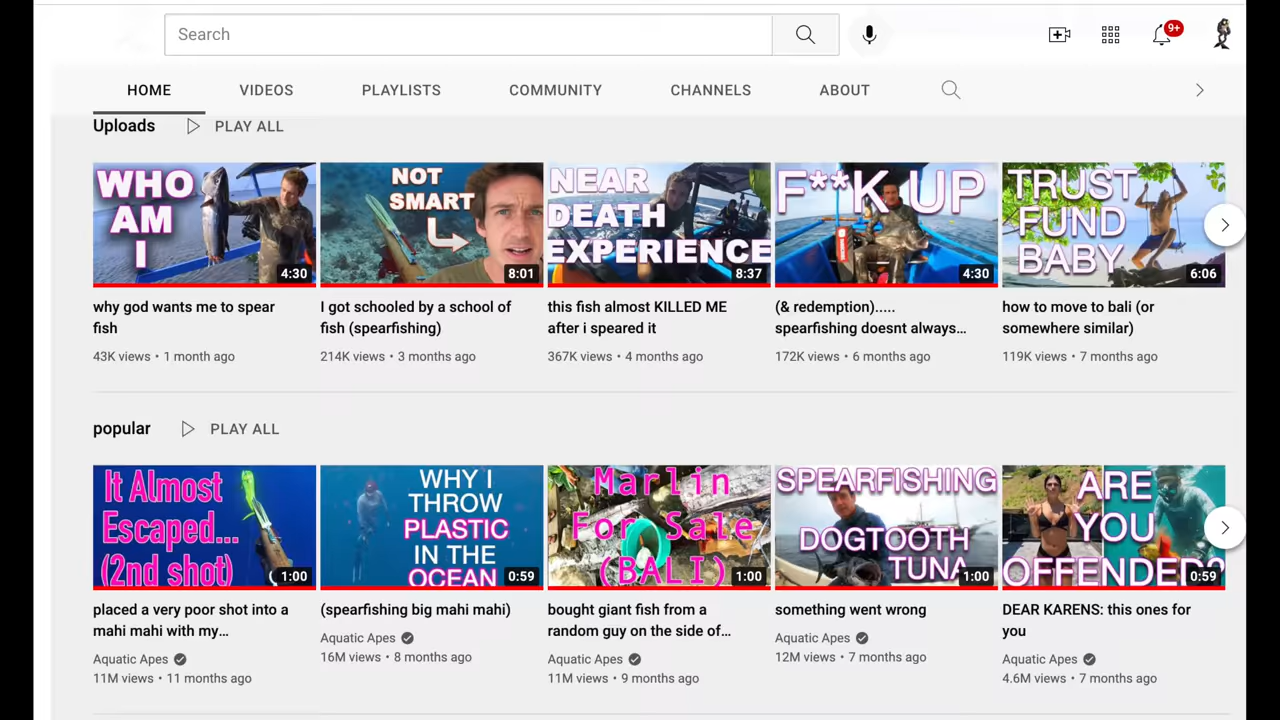 Search
9+
HOME VIDEOS PLAYLISTS COMMUNITY CHANNELS ABOUT
Uploads PLAY ALL
WHO
AM
I
4:30
NOT
SMART
8:01
NEAR
DEATH
EXPERIENCE
8:37
F**K UP
4:30
TRUST
FUND
BABY
6:06
why god wants me to spear
fish
43K views • 1 month ago
I got schooled by a school of
fish (spearfishing)
214K views • 3 months ago
this fish almost KILLED ME
after i speared it
367K views • 4 months ago
(& redemption).....
spearfishing doesnt always...
172K views • 6 months ago
how to move to bali (or
somewhere similar)
119K views • 7 months ago
popular PLAY ALL
It Almost
Escaped...
(2nd shot)
1:00
WHY I
THROW
PLASTIC
IN THE
OCEAN
0:59
Marlin
For Sale
(BALI)
1:00
SPEARFISHING
DOGTOOTH
TUNA
1:00
ARE
YOU
OFFENDED?
0:59
placed a very poor shot into a
mahi mahi with my...
Aquatic Apes
11M views • 11 months ago
(spearfishing big mahi mahi)
Aquatic Apes
16M views • 8 months ago
bought giant fish from a
random guy on the side of...
Aquatic Apes
11M views • 9 months ago
something went wrong
Aquatic Apes
12M views • 7 months ago
DEAR KARENS: this ones for
you
Aquatic Apes
4.6M views • 7 months ago